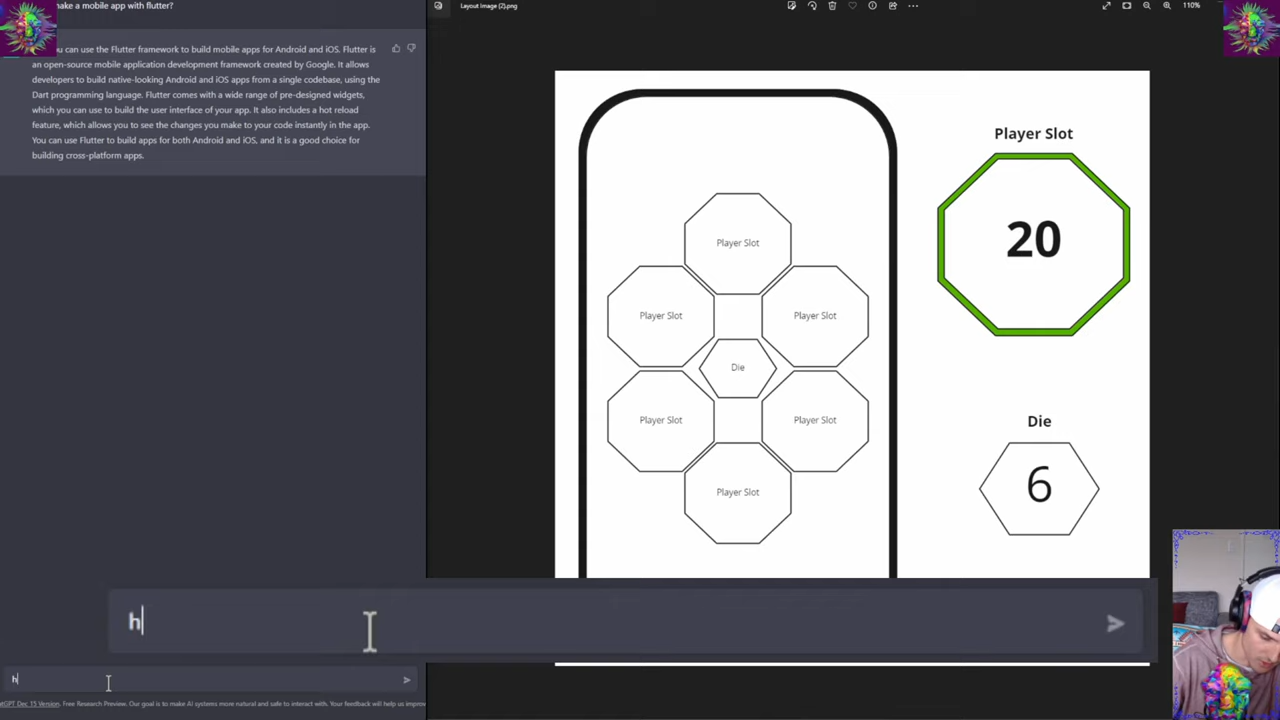 make a mobile app with flutter?
can use the Flutter framework to build mobile apps for Android and iOS. Flutter is
an open-source mobile application development framework created by Google. It allows
developers to build native-looking Android and iOS apps from a single codebase, using the
Dart programming language. Flutter comes with a wide range of pre-designed widgets,
which you can use to build the user interface of your app. It also includes a hot reload
feature, which allows you to see the changes you make to your code instantly in the app.
You can use Flutter to build apps for both Android and iOS, and it is a good choice for
building cross-platform apps.
h
h
ChatGPT Dec 15 Version. Free Research Preview. Our goal is to make AI systems more natural and safe to interact with. Your feedback will help us improv
Layout Image (2).png
110%
Player Slot
Player Slot
Player Slot
Die
Player Slot
Player Slot
Player Slot
Player Slot
20
Die
6